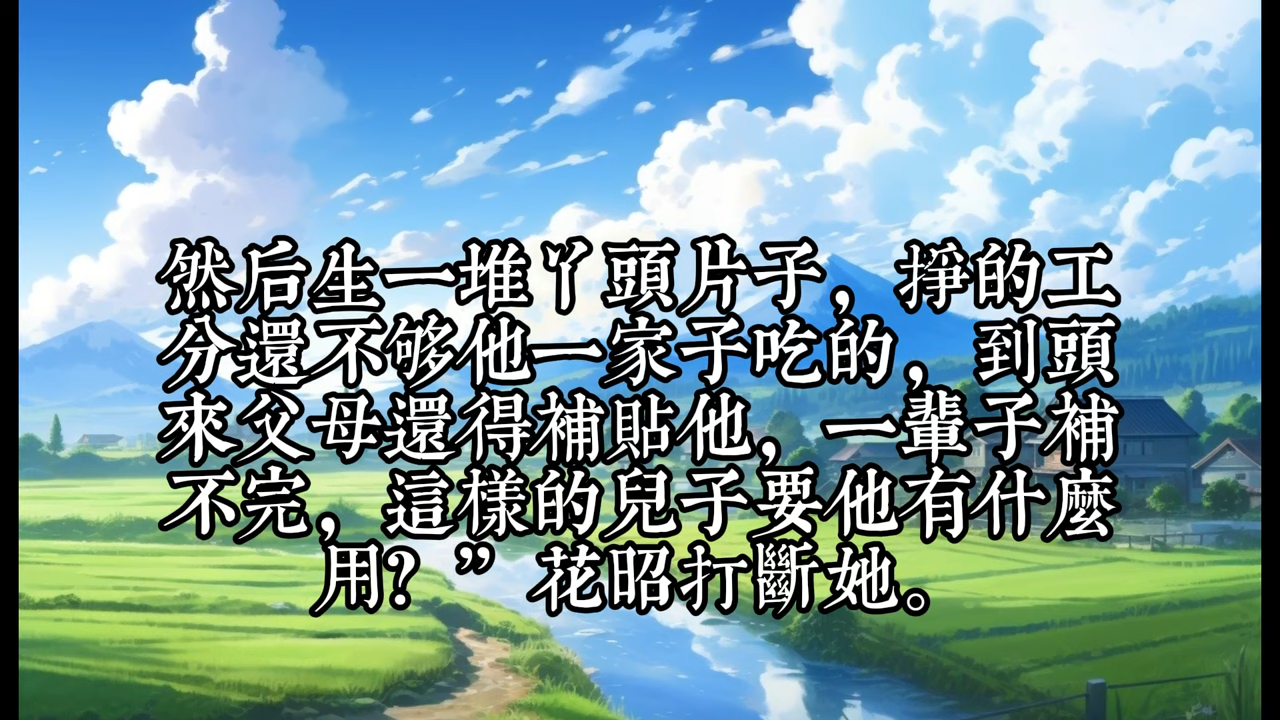 然后生一堆丫頭片子，掙的工
分還不够他一家子吃的，到頭
來父母還得補貼他，一輩子補
不完，這樣的兒子要他有什麼
用？”花昭打斷她。